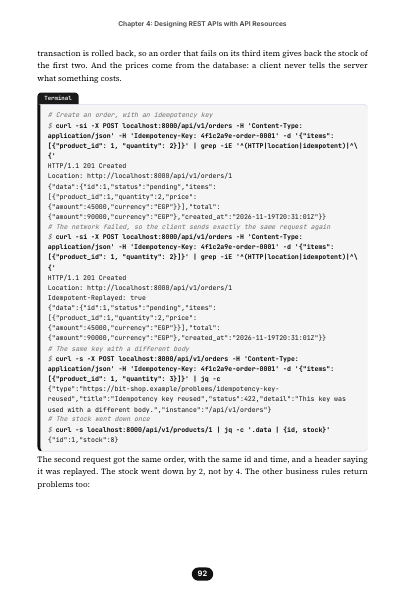 Chapter 4: Designing REST APIs with API Resources
transaction is rolled back, so an order that fails on its third item gives back the stock of
the first two. And the prices come from the database: a client never tells the server
what something costs.
Terminal
# Create an order, with an idempotency key
$ curl -si -X POST localhost:8000/api/v1/orders -H 'Content-Type:
application/json' -H 'Idempotency-Key: 4f1c2a9e-order-0001' -d '{"items":
[{"product_id": 1, "quantity": 2}]}' | grep -iE '^(HTTP|location|idempotent)|^\
{'
HTTP/1.1 201 Created
Location: http://localhost:8000/api/v1/orders/1
{"data":{"id":1,"status":"pending","items":
[{"product_id":1,"quantity":2,"price":
{"amount":45000,"currency":"EGP"}}],"total":
{"amount":90000,"currency":"EGP"},"created_at":"2026-11-19T20:31:01Z"}}
# The network failed, so the client sends exactly the same request again
$ curl -si -X POST localhost:8000/api/v1/orders -H 'Content-Type:
application/json' -H 'Idempotency-Key: 4f1c2a9e-order-0001' -d '{"items":
[{"product_id": 1, "quantity": 2}]}' | grep -iE '^(HTTP|location|idempotent)|^\
{'
HTTP/1.1 201 Created
Location: http://localhost:8000/api/v1/orders/1
Idempotent-Replayed: true
{"data":{"id":1,"status":"pending","items":
[{"product_id":1,"quantity":2,"price":
{"amount":45000,"currency":"EGP"}}],"total":
{"amount":90000,"currency":"EGP"},"created_at":"2026-11-19T20:31:01Z"}}
# The same key with a different body
$ curl -s -X POST localhost:8000/api/v1/orders -H 'Content-Type:
application/json' -H 'Idempotency-Key: 4f1c2a9e-order-0001' -d '{"items":
[{"product_id": 1, "quantity": 3}]}' | jq -c
{"type":"https://bit-shop.example/problems/idempotency-key-
reused","title":"Idempotency key reused","status":422,"detail":"This key was
used with a different body.","instance":"/api/v1/orders"}
# The stock went down once
$ curl -s localhost:8000/api/v1/products/1 | jq -c '.data | {id, stock}'
{"id":1,"stock":8}
The second request got the same order, with the same id and time, and a header saying
it was replayed. The stock went down by 2, not by 4. The other business rules return
problems too:
92